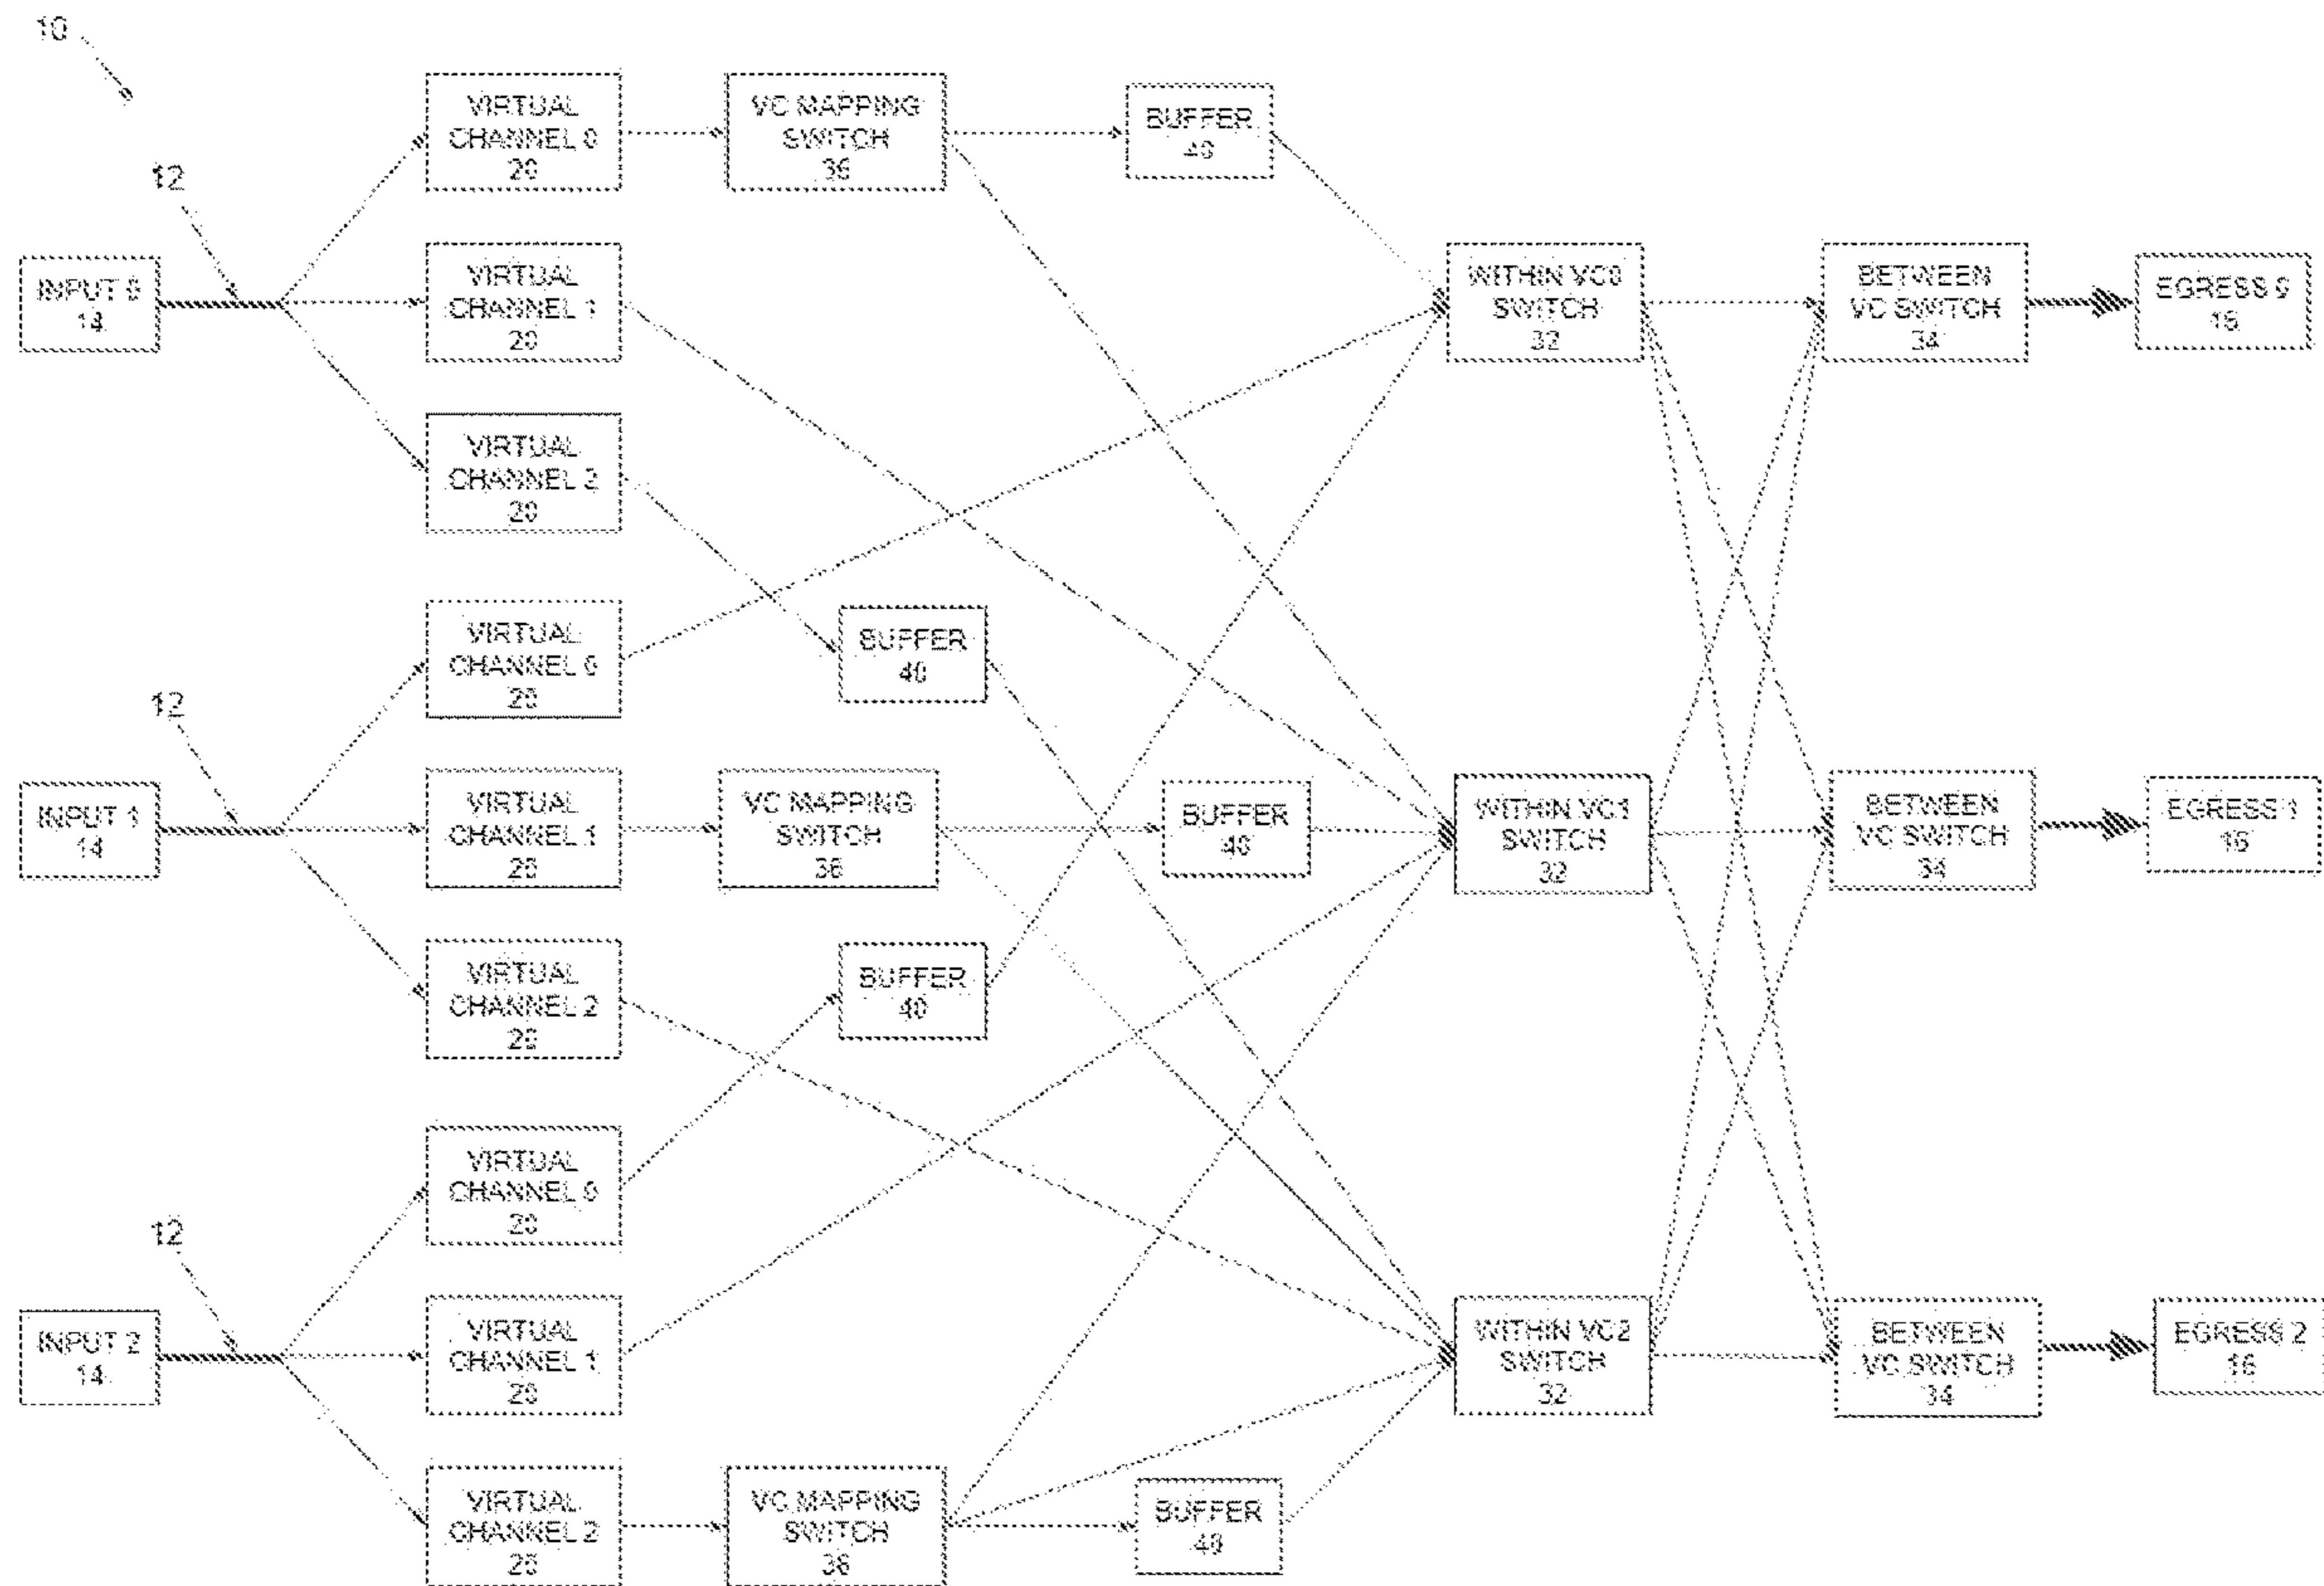 10
VIRTUAL
CHANNEL 0
20
VC MAPPING
SWITCH
36
BUFFER
40
12
INPUT 0
14
VIRTUAL
CHANNEL 1
20
WITHIN VC0
SWITCH
32
BETWEEN
VC SWITCH
34
EGRESS 0
16
VIRTUAL
CHANNEL 2
20
VIRTUAL
CHANNEL 0
20
BUFFER
40
12
INPUT 1
14
VIRTUAL
CHANNEL 1
20
VC MAPPING
SWITCH
36
BUFFER
40
WITHIN VC1
SWITCH
32
BETWEEN
VC SWITCH
34
EGRESS 1
16
VIRTUAL
CHANNEL 2
20
BUFFER
40
VIRTUAL
CHANNEL 0
20
12
INPUT 2
14
VIRTUAL
CHANNEL 1
20
WITHIN VC2
SWITCH
32
BETWEEN
VC SWITCH
34
EGRESS 2
16
VIRTUAL
CHANNEL 2
20
VC MAPPING
SWITCH
36
BUFFER
40